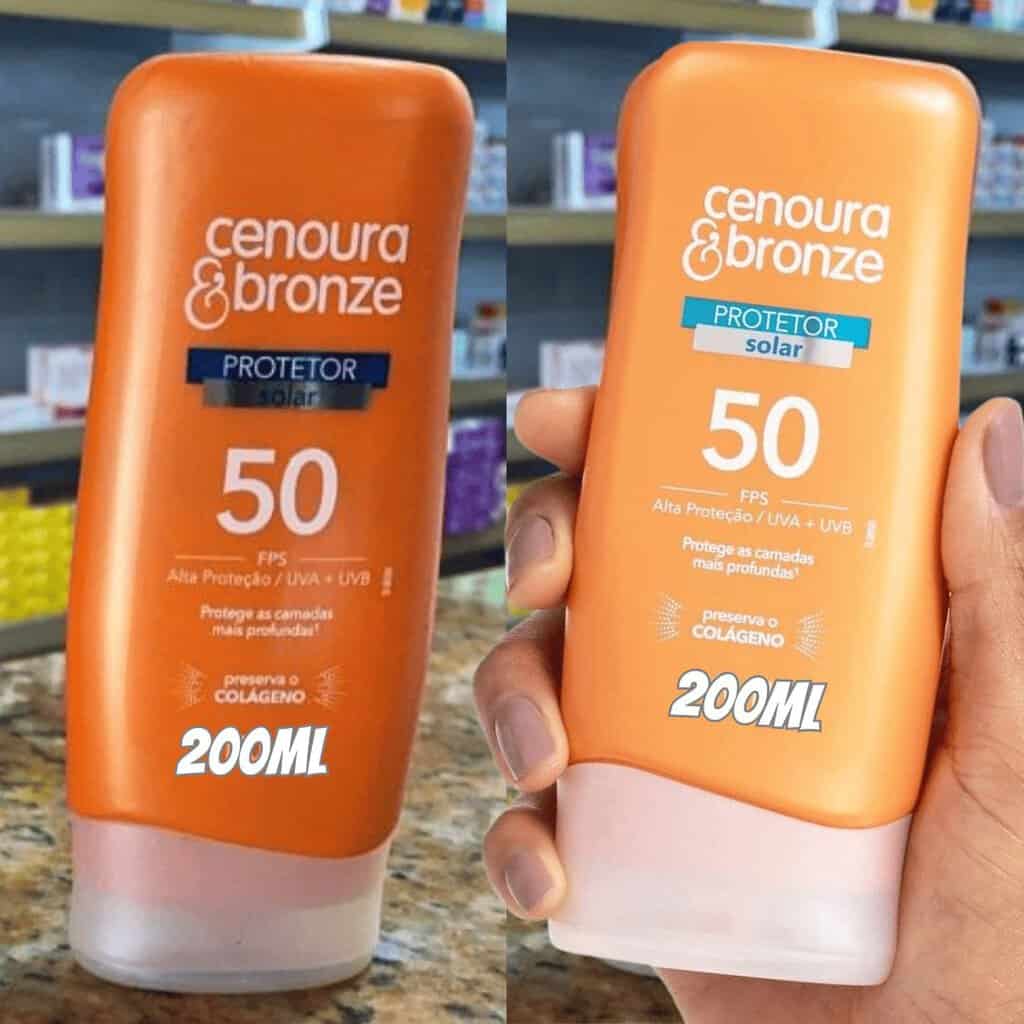 cenoura
&bronze
PROTETOR
solar
50
FPS
Alta Proteção / UVA + UVB
Protege as camadas
mais profundas¹
preserva o
COLÁGENO
200ML
cenoura
&bronze
PROTETOR
solar
50
FPS
Alta Proteção / UVA + UVB
Protege as camadas
mais profundas¹
preserva o
COLÁGENO
200ML